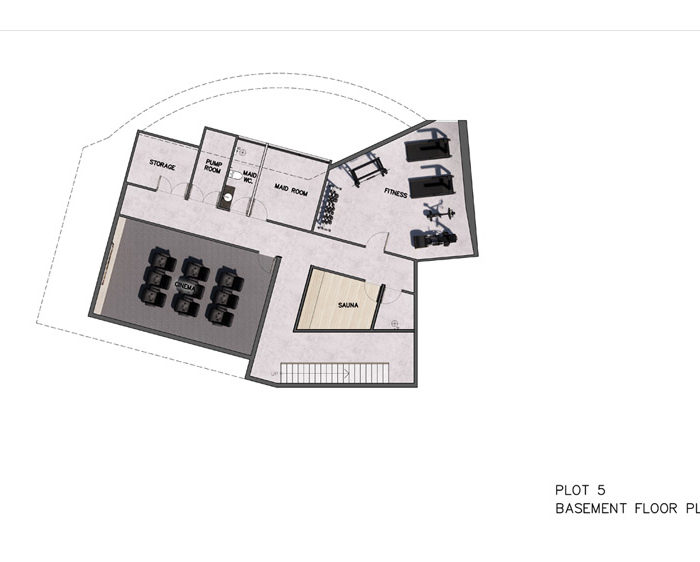 STORAGE
PUMP
ROOM
MAID
WC.
MAID ROOM
FITNESS
CINEMA
SAUNA
UP
PLOT 5
BASEMENT FLOOR PL